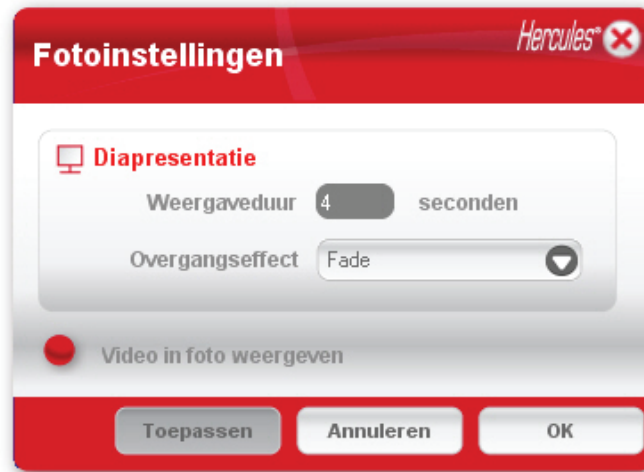 Hercules®
Fotoinstellingen
Diapresentatie
Weergaveduur 4 seconden
Overgangseffect Fade
Video in foto weergeven
Toepassen Annuleren OK